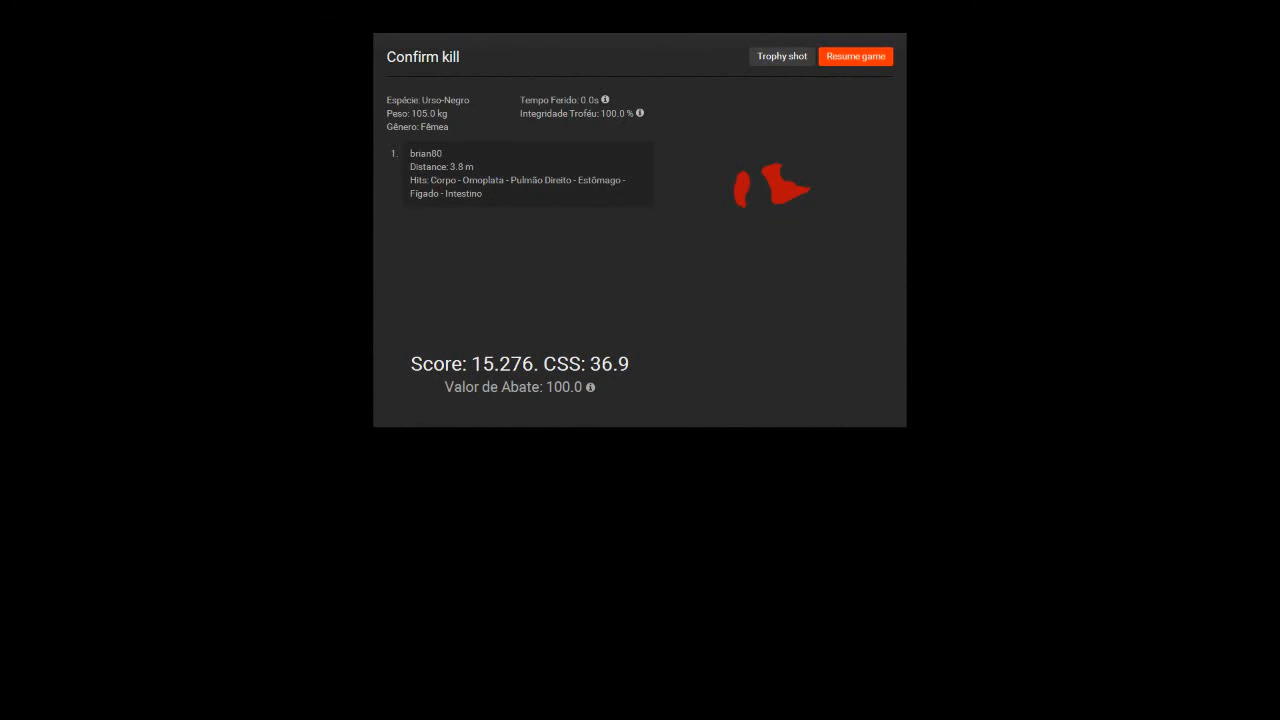 Confirm kill
Trophy shot
Resume game
Espécie: Urso-Negro
Peso: 105.0 kg
Gênero: Fêmea
Tempo Ferido: 0.0s
Integridade Troféu: 100.0 %
1.
brian80
Distance: 3.8 m
Hits: Corpo - Omoplata - Pulmão Direito - Estômago -
Fígado - Intestino
Score: 15.276. CSS: 36.9
Valor de Abate: 100.0